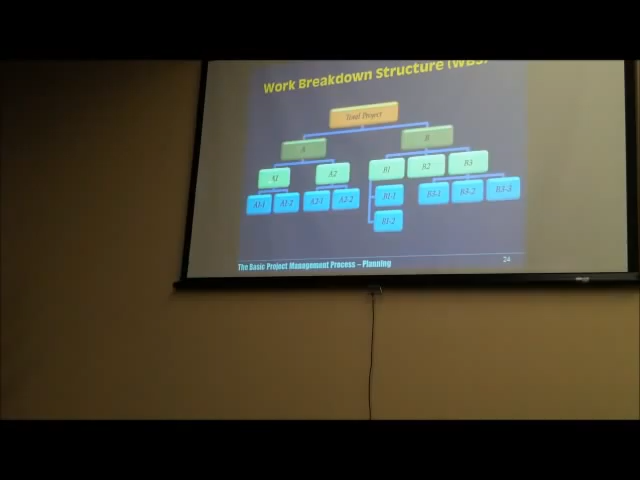 Work Breakdown Structure (WBS)
Total Project
A B
A1 A2 B1 B2 B3
A1-1 A1-2 A2-1 A2-2 B1-1 B3-1 B3-2 B3-3
B1-2
The Basic Project Management Process – Planning 24